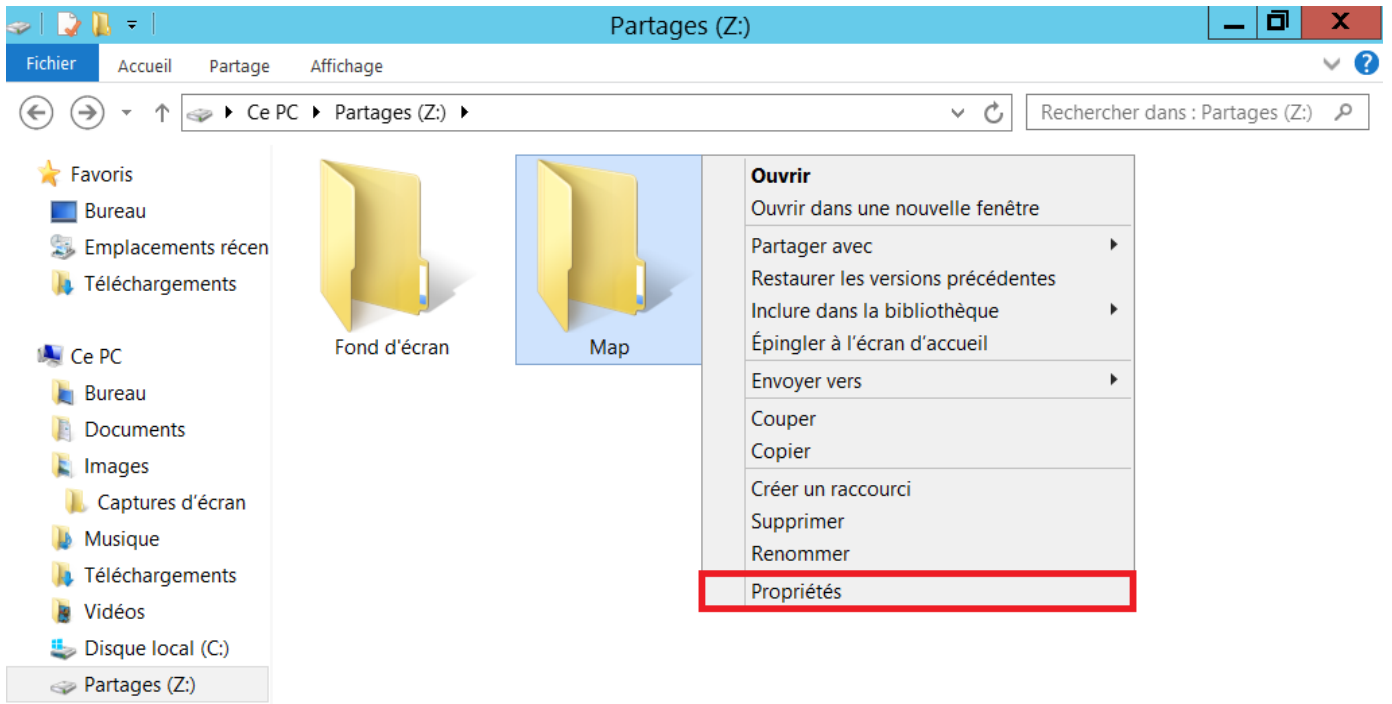 Partages (Z:)
Fichier Accueil Partage Affichage
Ce PC Partages (Z:)
Rechercher dans : Partages (Z:)
Favoris
Bureau
Emplacements récen
Téléchargements
Ce PC
Bureau
Documents
Images
Captures d'écran
Musique
Téléchargements
Vidéos
Disque local (C:)
Partages (Z:)
Fond d'écran
Map
Ouvrir
Ouvrir dans une nouvelle fenêtre
Partager avec
Restaurer les versions précédentes
Inclure dans la bibliothèque
Épingler à l'écran d'accueil
Envoyer vers
Couper
Copier
Créer un raccourci
Supprimer
Renommer
Propriétés